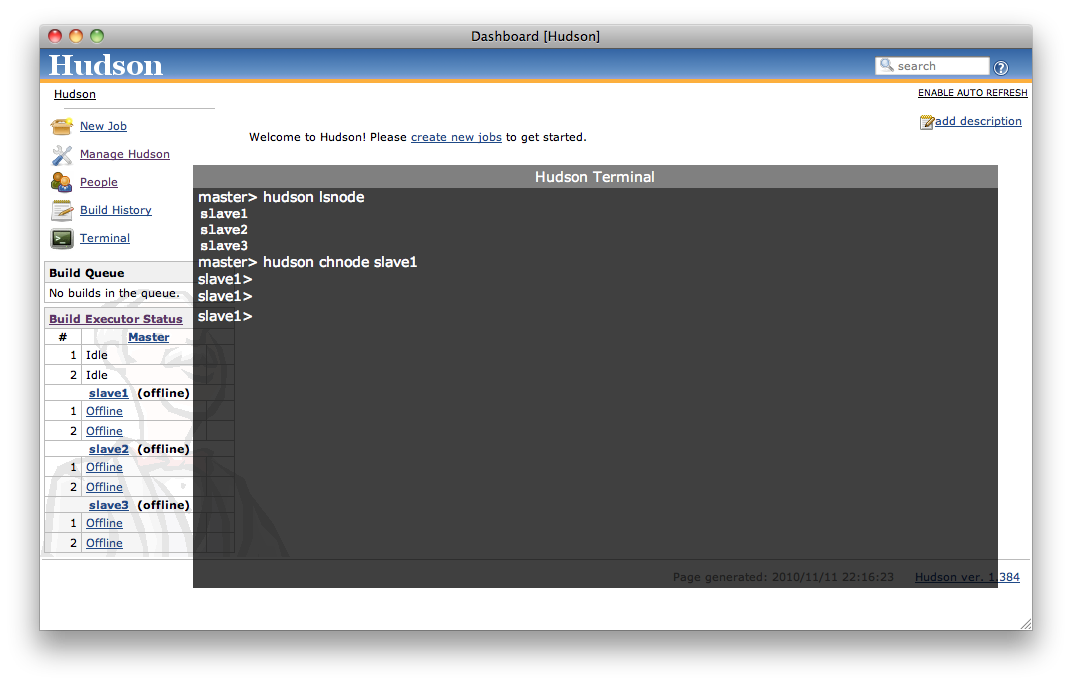 Dashboard [Hudson]
Hudson
search
?
Hudson
ENABLE AUTO REFRESH
New Job
add description
Welcome to Hudson! Please create new jobs to get started.
Manage Hudson
People
Build History
Terminal
Hudson Terminal
master> hudson lsnode
slave1
slave2
slave3
master> hudson chnode slave1
slave1>
slave1>
slave1>
Build Queue
No builds in the queue.
Build Executor Status
# Master
1 Idle
2 Idle
slave1 (offline)
1 Offline
2 Offline
slave2 (offline)
1 Offline
2 Offline
slave3 (offline)
1 Offline
2 Offline
Page generated: 2010/11/11 22:16:23 Hudson ver. 1.384